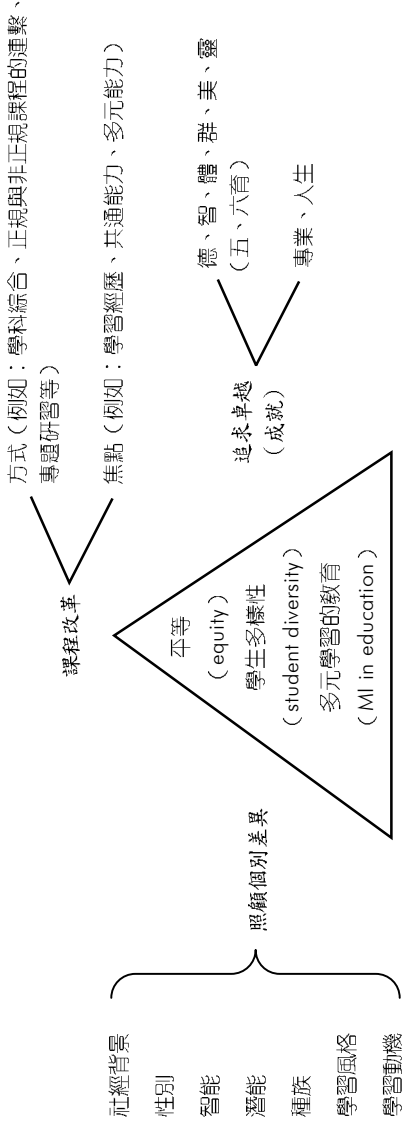 社經背景
性別
智能
潛能
種族
學習風格
學習動機
照顧個別差異
課程改革
方式（例如：學科綜合、正規與非正規課程的連繫、
專題研習等）
焦點（例如：學習經歷、共通能力、多元能力）
平等
（equity）
學生多樣性
（student diversity）
多元學習的教育
（MI in education）
追求卓越
（成就）
德、智、體、群、美、靈
（五、六育）
專業、人生